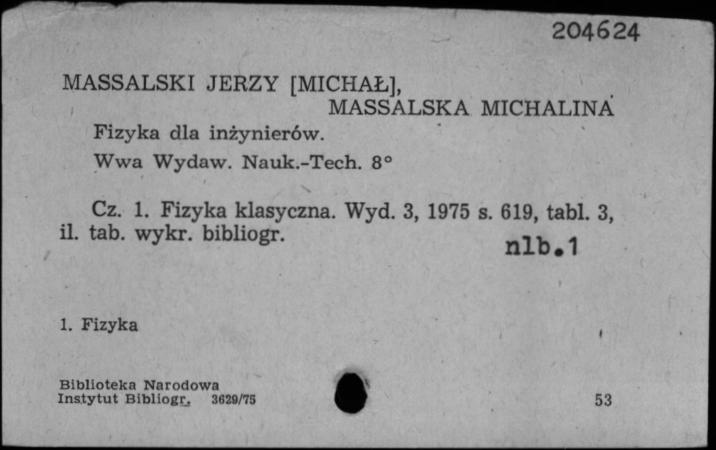 204624
MASSALSKI JERZY [MICHAŁ],
MASSALSKA MICHALINA
Fizyka dla inżynierów.
Wwa Wydaw. Nauk.-Tech. 8°
Cz. 1. Fizyka klasyczna. Wyd. 3, 1975 s. 619, tabl. 3,
il. tab. wykr. bibliogr.
nlb.1
1. Fizyka
Biblioteka Narodowa
Instytut Bibliogr. 3629/75
53